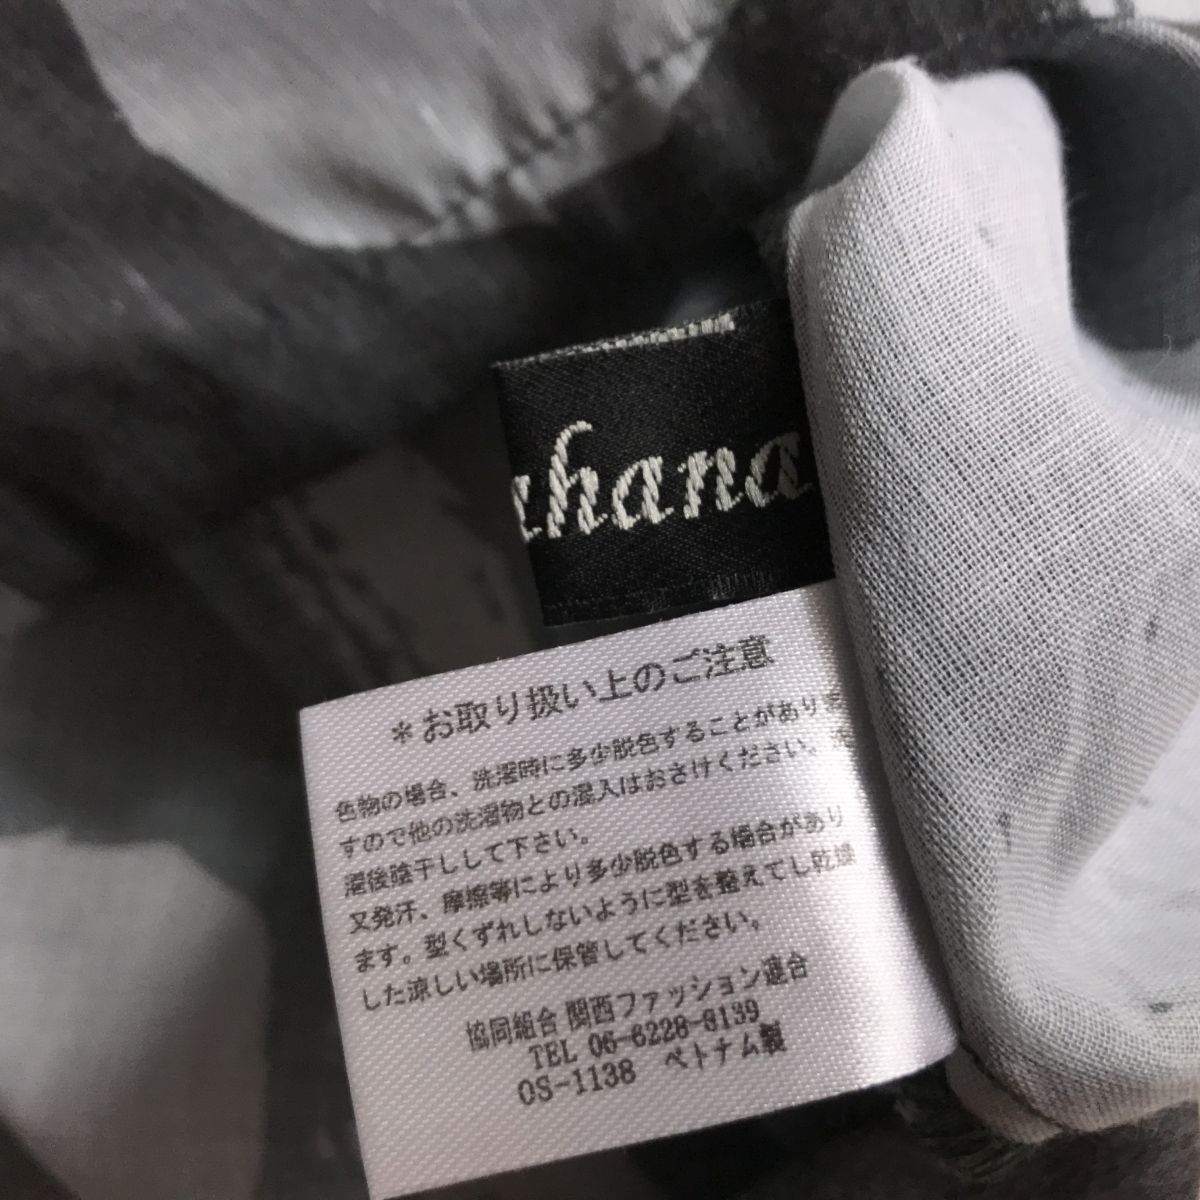 ahana
＊お取り扱い上のご注意
色物の場合、洗濯時に多少脱色することがありま
すので他の洗濯物との混入はおさけください。洗
濯後陰干しして下さい。
又発汗、摩擦等により多少脱色する場合があり
ます。型くずれしないように型を整えてし乾燥
した涼しい場所に保管してください。
協同組合 関西ファッション連合
TEL 06-6228-8139
OS-1138 ベトナム製